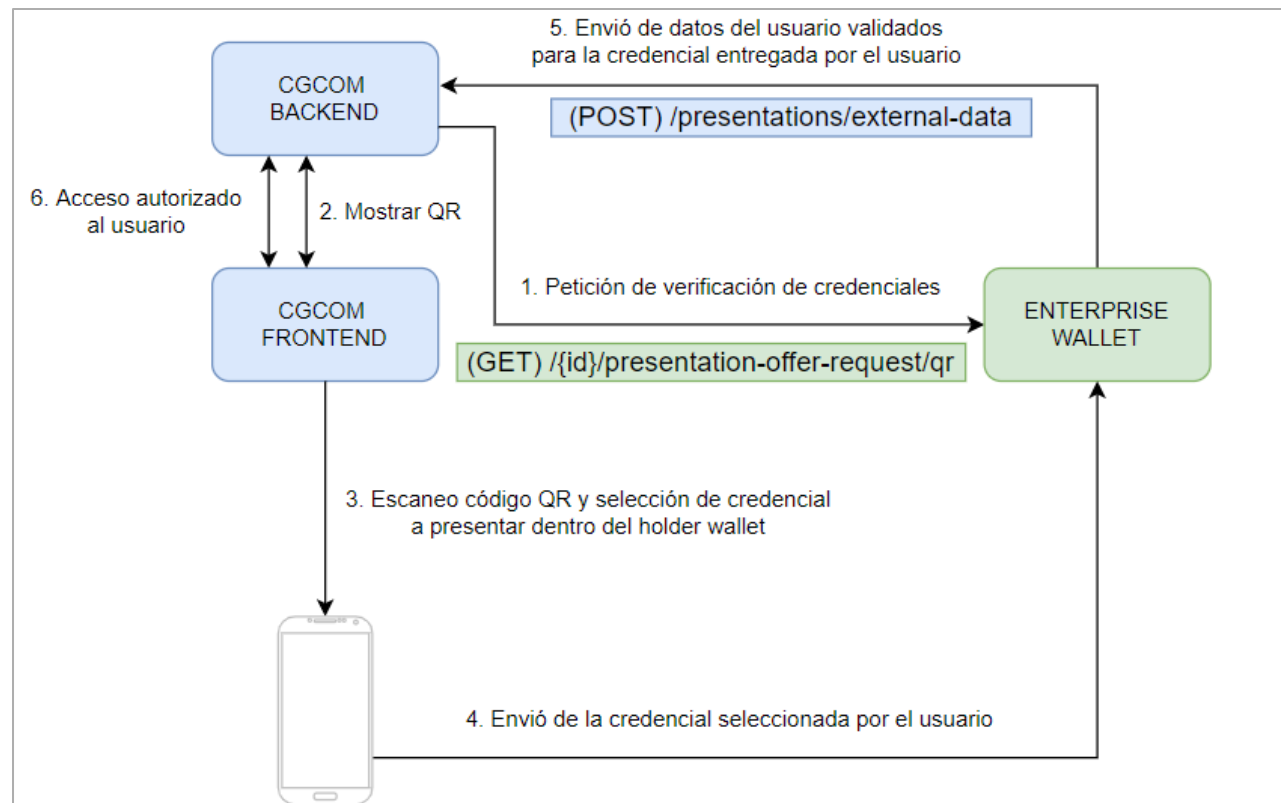 5. Envió de datos del usuario validados
para la credencial entregada por el usuario
CGCOM
BACKEND
(POST) /presentations/external-data
6. Acceso autorizado
al usuario
2. Mostrar QR
1. Petición de verificación de credenciales
CGCOM
FRONTEND
ENTERPRISE
WALLET
(GET) /{id}/presentation-offer-request/qr
3. Escaneo código QR y selección de credencial
a presentar dentro del holder wallet
4. Envió de la credencial seleccionada por el usuario